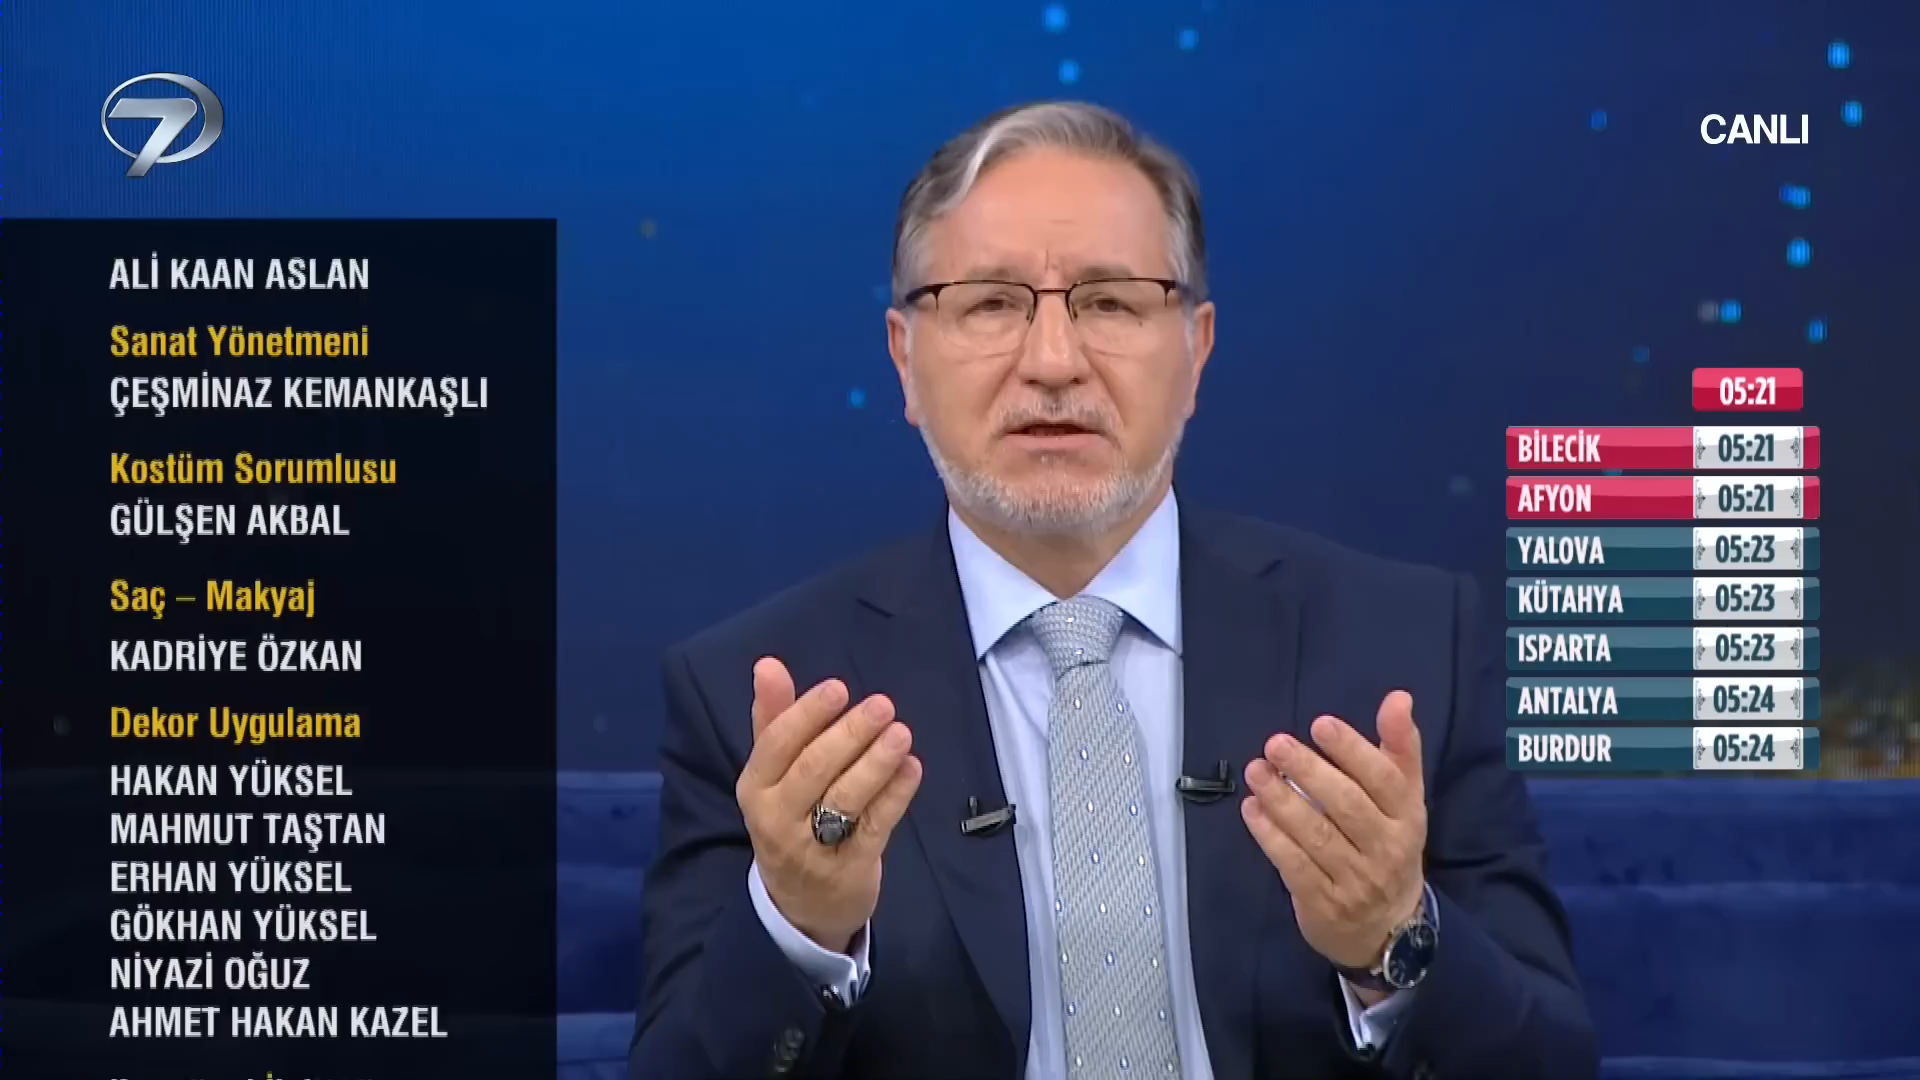 7
CANLI
ALİ KAAN ASLAN
Sanat Yönetmeni
ÇEŞMİNAZ KEMANKAŞLI
Kostüm Sorumlusu
GÜLŞEN AKBAL
Saç – Makyaj
KADRİYE ÖZKAN
Dekor Uygulama
HAKAN YÜKSEL
MAHMUT TAŞTAN
ERHAN YÜKSEL
GÖKHAN YÜKSEL
NİYAZİ OĞUZ
AHMET HAKAN KAZEL
05:21
BİLECİK 05:21
AFYON 05:21
YALOVA 05:23
KÜTAHYA 05:23
ISPARTA 05:23
ANTALYA 05:24
BURDUR 05:24